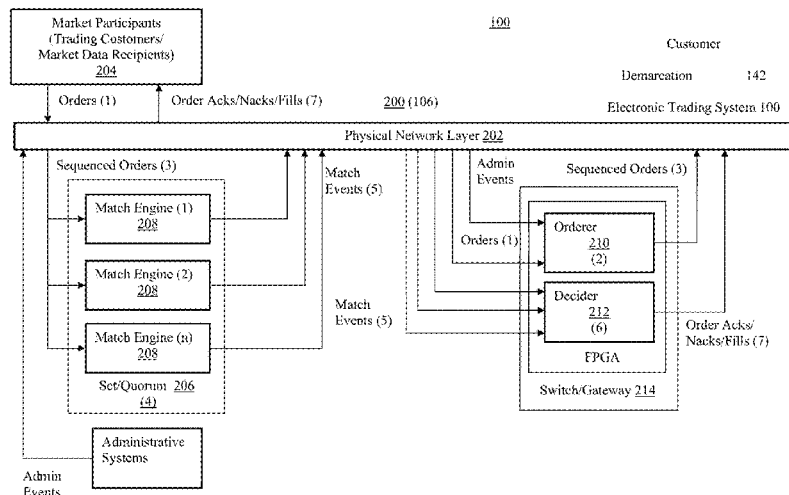 Market Participants
(Trading Customers/
Market Data Recipients)
204
100
Customer
Demarcation 142
Orders (1)
Order Acks/Nacks/Fills (7)
200 (106)
Electronic Trading System 100
Physical Network Layer 202
Sequenced Orders (3)
Match
Events (5)
Admin
Events
Sequenced Orders (3)
Match Engine (1)
208
Orders (1)
Orderer
210
(2)
Match Engine (2)
208
Match
Events (5)
Decider
212
(6)
Match Engine (n)
208
Order Acks/
Nacks/Fills (7)
FPGA
Set/Quorum 206
(4)
Switch/Gateway 214
Administrative
Systems
Admin
Events